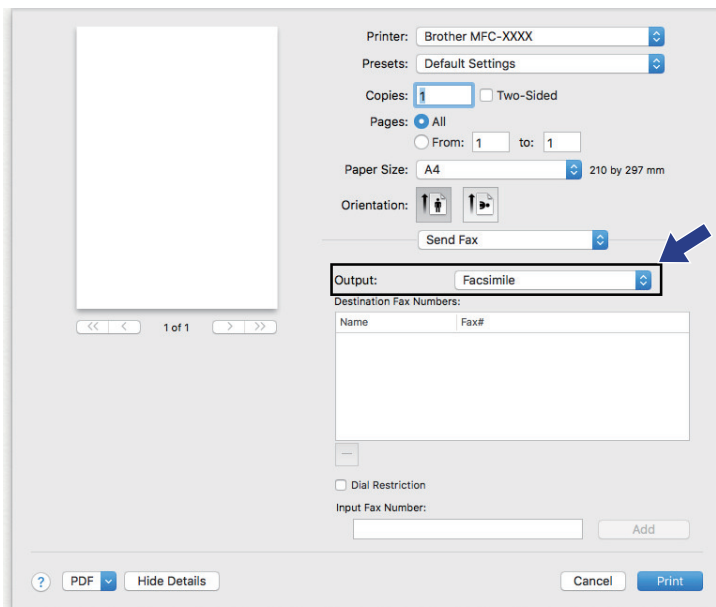 Printer: Brother MFC-XXXX
Presets: Default Settings
Copies: 1 Two-Sided
Pages: All
From: 1 to: 1
Paper Size: A4 210 by 297 mm
Orientation:
Send Fax
Output: Facsimile
Destination Fax Numbers:
Name Fax#
1 of 1
Dial Restriction
Input Fax Number:
Add
? PDF Hide Details Cancel Print